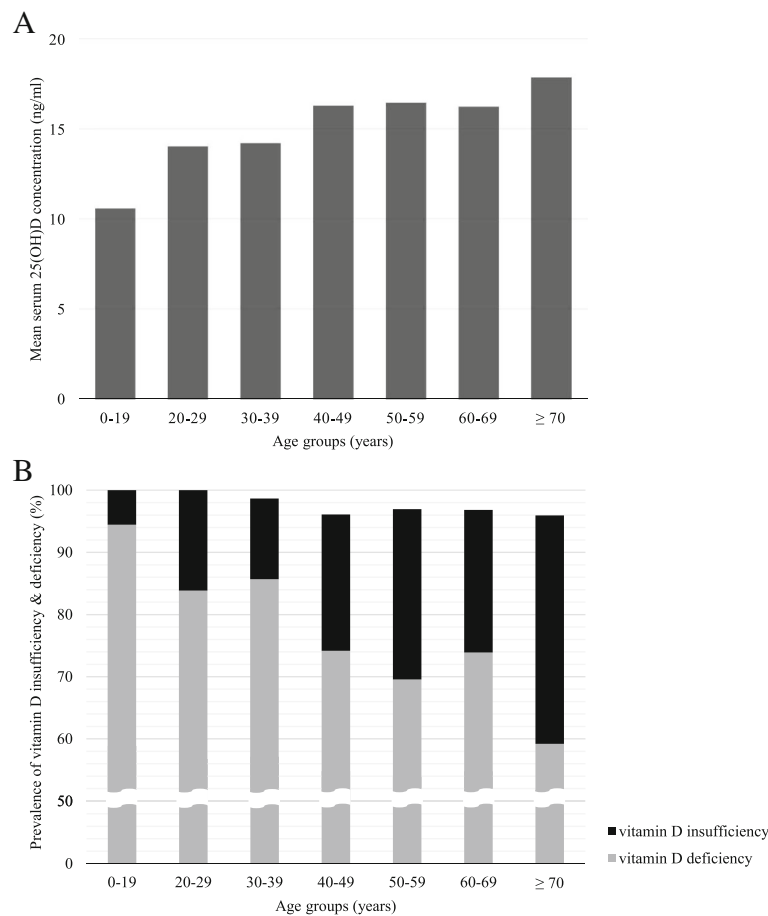 A
Mean serum 25(OH)D concentration (ng/ml)
20
15
10
5
0
0-19 20-29 30-39 40-49 50-59 60-69 ≥ 70
Age groups (years)
B
Prevalence of vitamin D insufficiency & deficiency (%)
100
90
80
70
60
50
0
0-19 20-29 30-39 40-49 50-59 60-69 ≥ 70
Age groups (years)
vitamin D insufficiency
vitamin D deficiency